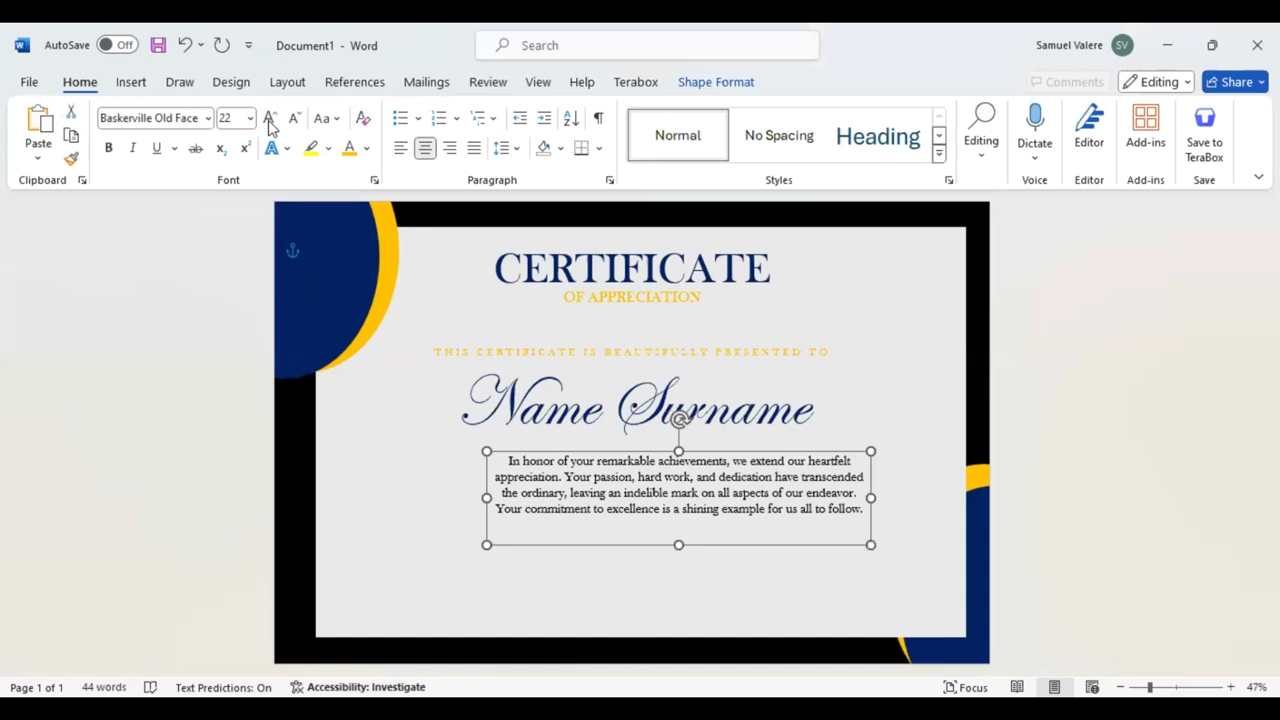 AutoSave Off Document1 - Word Search Samuel Valere SV
File Home Insert Draw Design Layout References Mailings Review View Help Terabox Shape Format Comments Editing Share
Paste Baskerville Old Face 22 Aa Normal No Spacing Heading Editing Dictate Editor Add-ins Save to TeraBox
Clipboard Font Paragraph Styles Voice Editor Add-ins Save
CERTIFICATE
OF APPRECIATION
THIS CERTIFICATE IS BEAUTIFULLY PRESENTED TO
Name Surname
In honor of your remarkable achievements, we extend our heartfelt
appreciation. Your passion, hard work, and dedication have transcended
the ordinary, leaving an indelible mark on all aspects of our endeavor.
Your commitment to excellence is a shining example for us all to follow.
Page 1 of 1 44 words Text Predictions: On Accessibility: Investigate Focus 47%